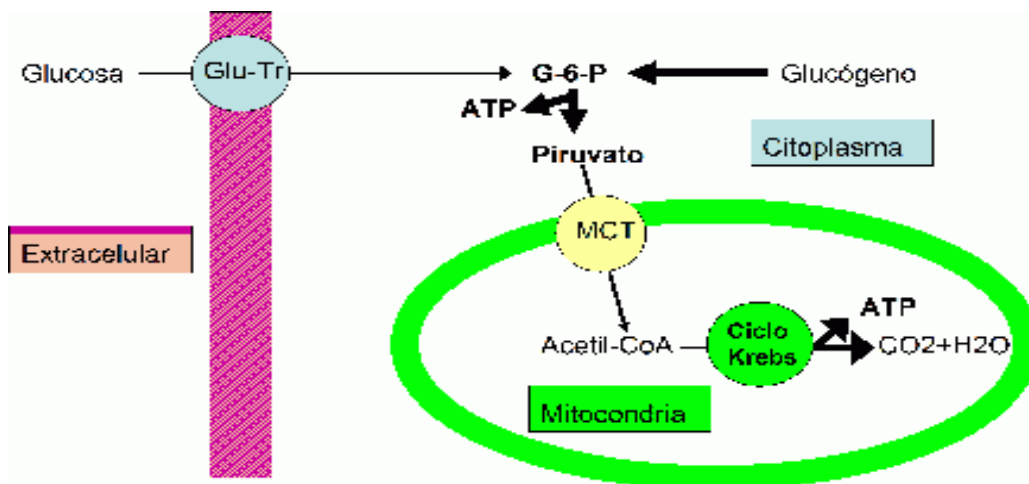 Glucosa
Glu-Tr
G-6-P
Glucógeno
ATP
Piruvato
Citoplasma
MCT
Extracelular
ATP
Acetil-CoA
Ciclo
Krebs
CO2+H2O
Mitocondria